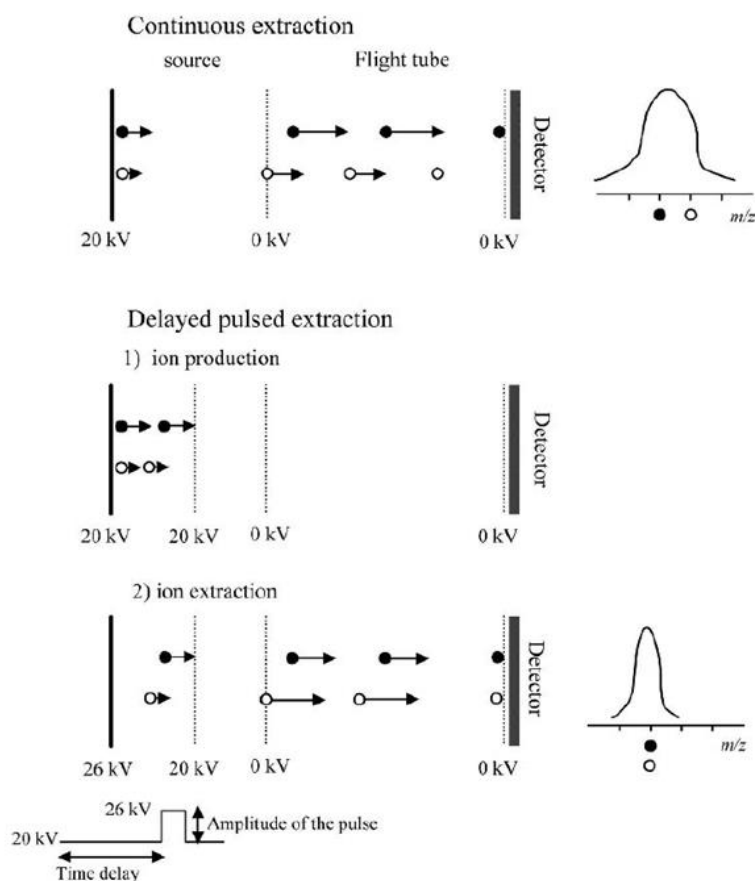 Continuous extraction
source Flight tube
Detector
20 kV 0 kV 0 kV
m/z
Delayed pulsed extraction
1) ion production
Detector
20 kV 20 kV 0 kV 0 kV
2) ion extraction
Detector
26 kV 20 kV 0 kV 0 kV
m/z
26 kV
Amplitude of the pulse
20 kV
Time delay